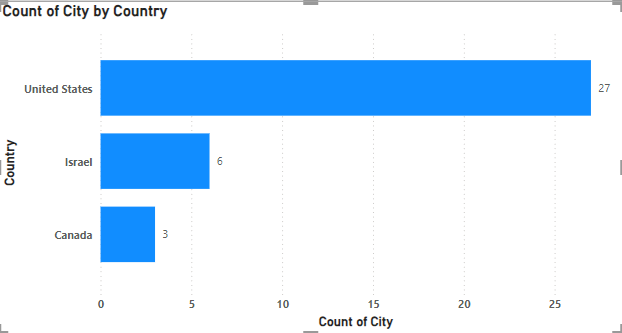 Count of City by Country
Country
United States 27
Israel 6
Canada 3
0 5 10 15 20 25
Count of City